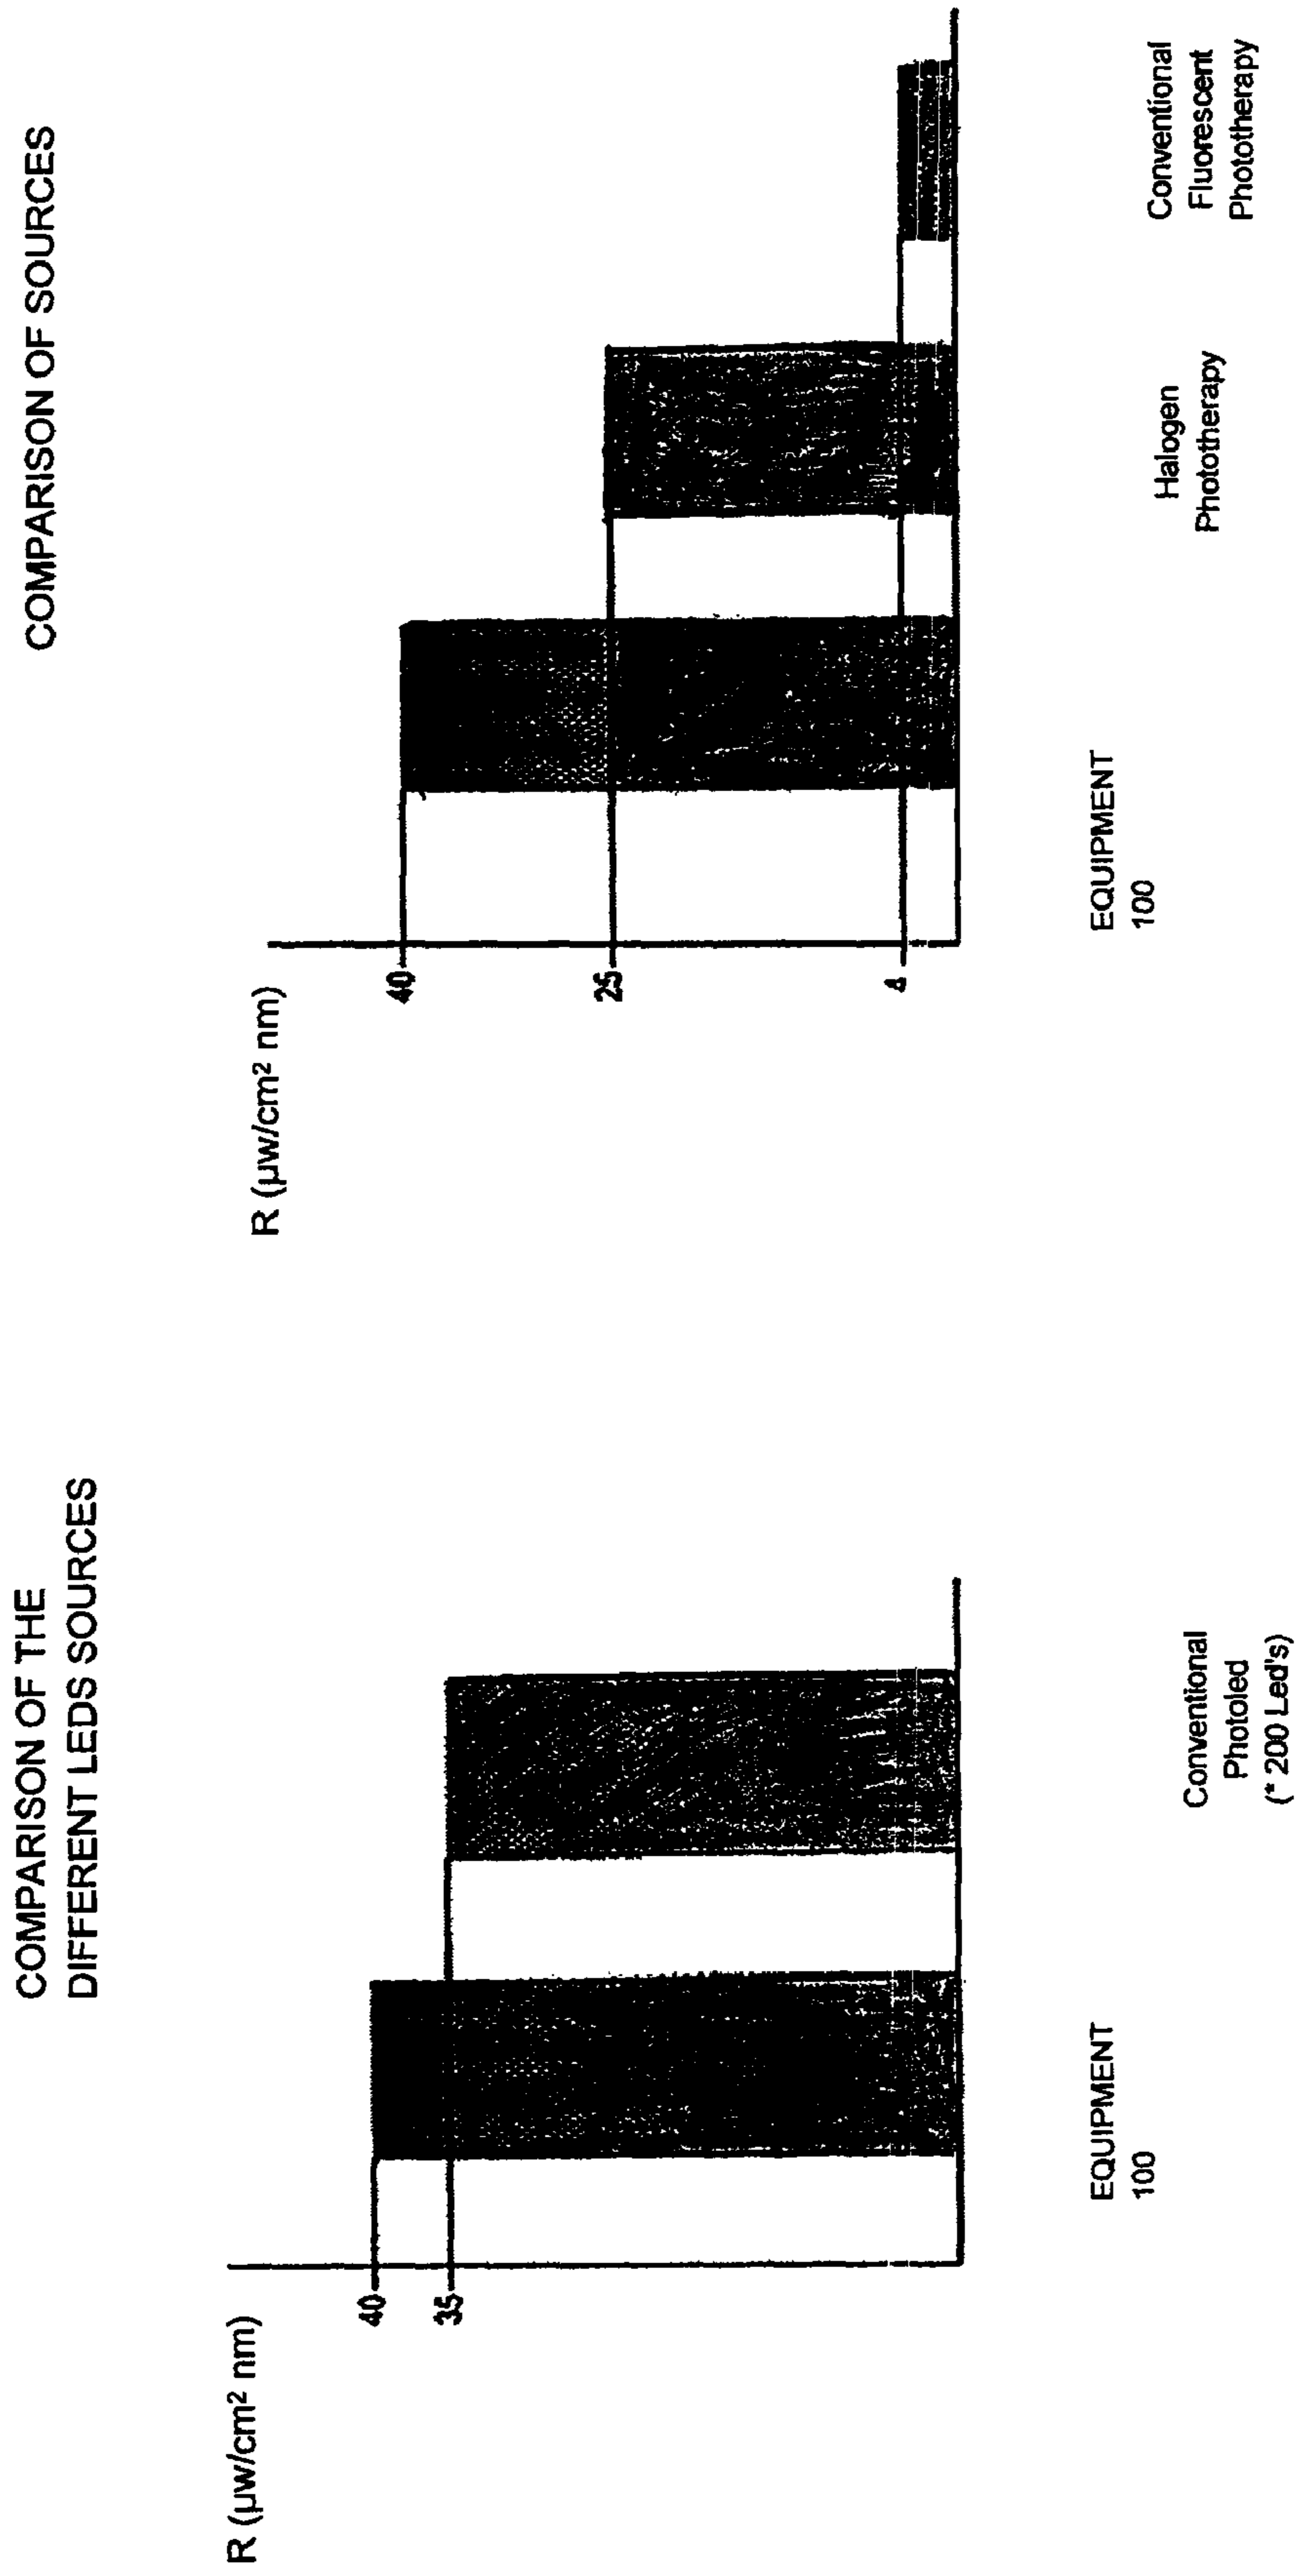 COMPARISON OF THE
DIFFERENT LEDS SOURCES
R (µw/cm² nm)
40
35
EQUIPMENT
100
Conventional
Photoled
(* 200 Led's)
COMPARISON OF SOURCES
R (µw/cm² nm)
40
25
4
EQUIPMENT
100
Halogen
Phototherapy
Conventional
Fluorescent
Phototherapy